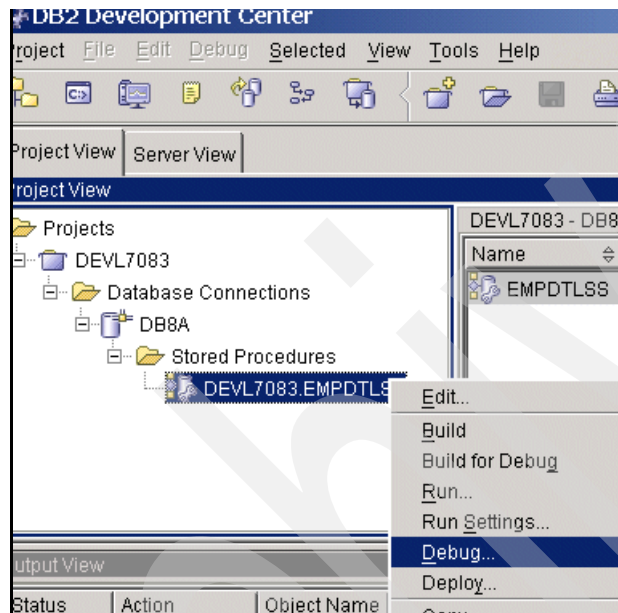 DB2 Development Center
Project File Edit Debug Selected View Tools Help
Project View Server View
Project View
Projects
DEVL7083
Database Connections
DB8A
Stored Procedures
DEVL7083.EMPDTLS
DEVL7083 - DB8
Name
EMPDTLSS
Edit...
Build
Build for Debug
Run...
Run Settings...
Debug...
Deploy...
Copy
Output View
Status Action Object Name